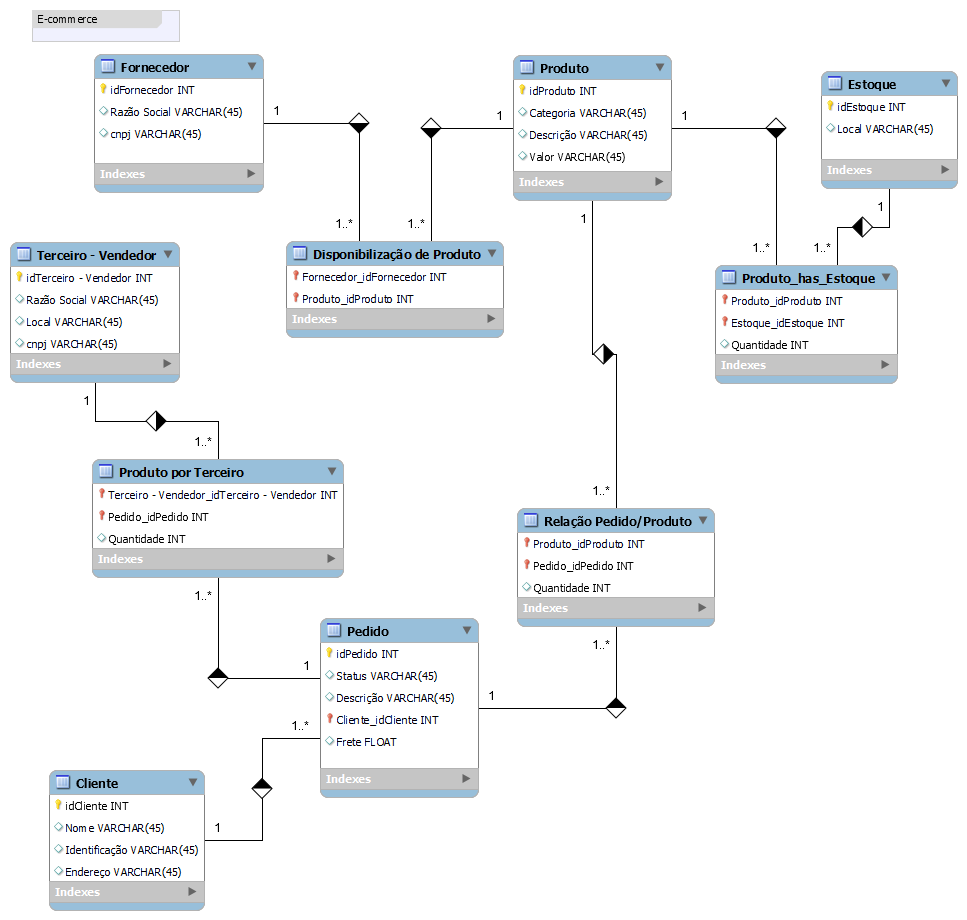 E-commerce
Fornecedor
idFornecedor INT
Razão Social VARCHAR(45)
cnpj VARCHAR(45)
Indexes
1
1..*
Produto
idProduto INT
Categoria VARCHAR(45)
Descrição VARCHAR(45)
Valor VARCHAR(45)
Indexes
1
1..*
1
1..*
Estoque
idEstoque INT
Local VARCHAR(45)
Indexes
1
1..*
Terceiro - Vendedor
idTerceiro - Vendedor INT
Razão Social VARCHAR(45)
Local VARCHAR(45)
cnpj VARCHAR(45)
Indexes
1
1..*
Disponibilização de Produto
Fornecedor_idFornecedor INT
Produto_idProduto INT
Indexes
1
1..*
Produto_has_Estoque
Produto_idProduto INT
Estoque_idEstoque INT
Quantidade INT
Indexes
Produto por Terceiro
Terceiro - Vendedor_idTerceiro - Vendedor INT
Pedido_idPedido INT
Quantidade INT
Indexes
1..*
1
Relação Pedido/Produto
Produto_idProduto INT
Pedido_idPedido INT
Quantidade INT
Indexes
1..*
1
Pedido
idPedido INT
Status VARCHAR(45)
Descrição VARCHAR(45)
Cliente_idCliente INT
Frete FLOAT
Indexes
1..*
1
Cliente
idCliente INT
Nome VARCHAR(45)
Identificação VARCHAR(45)
Endereço VARCHAR(45)
Indexes